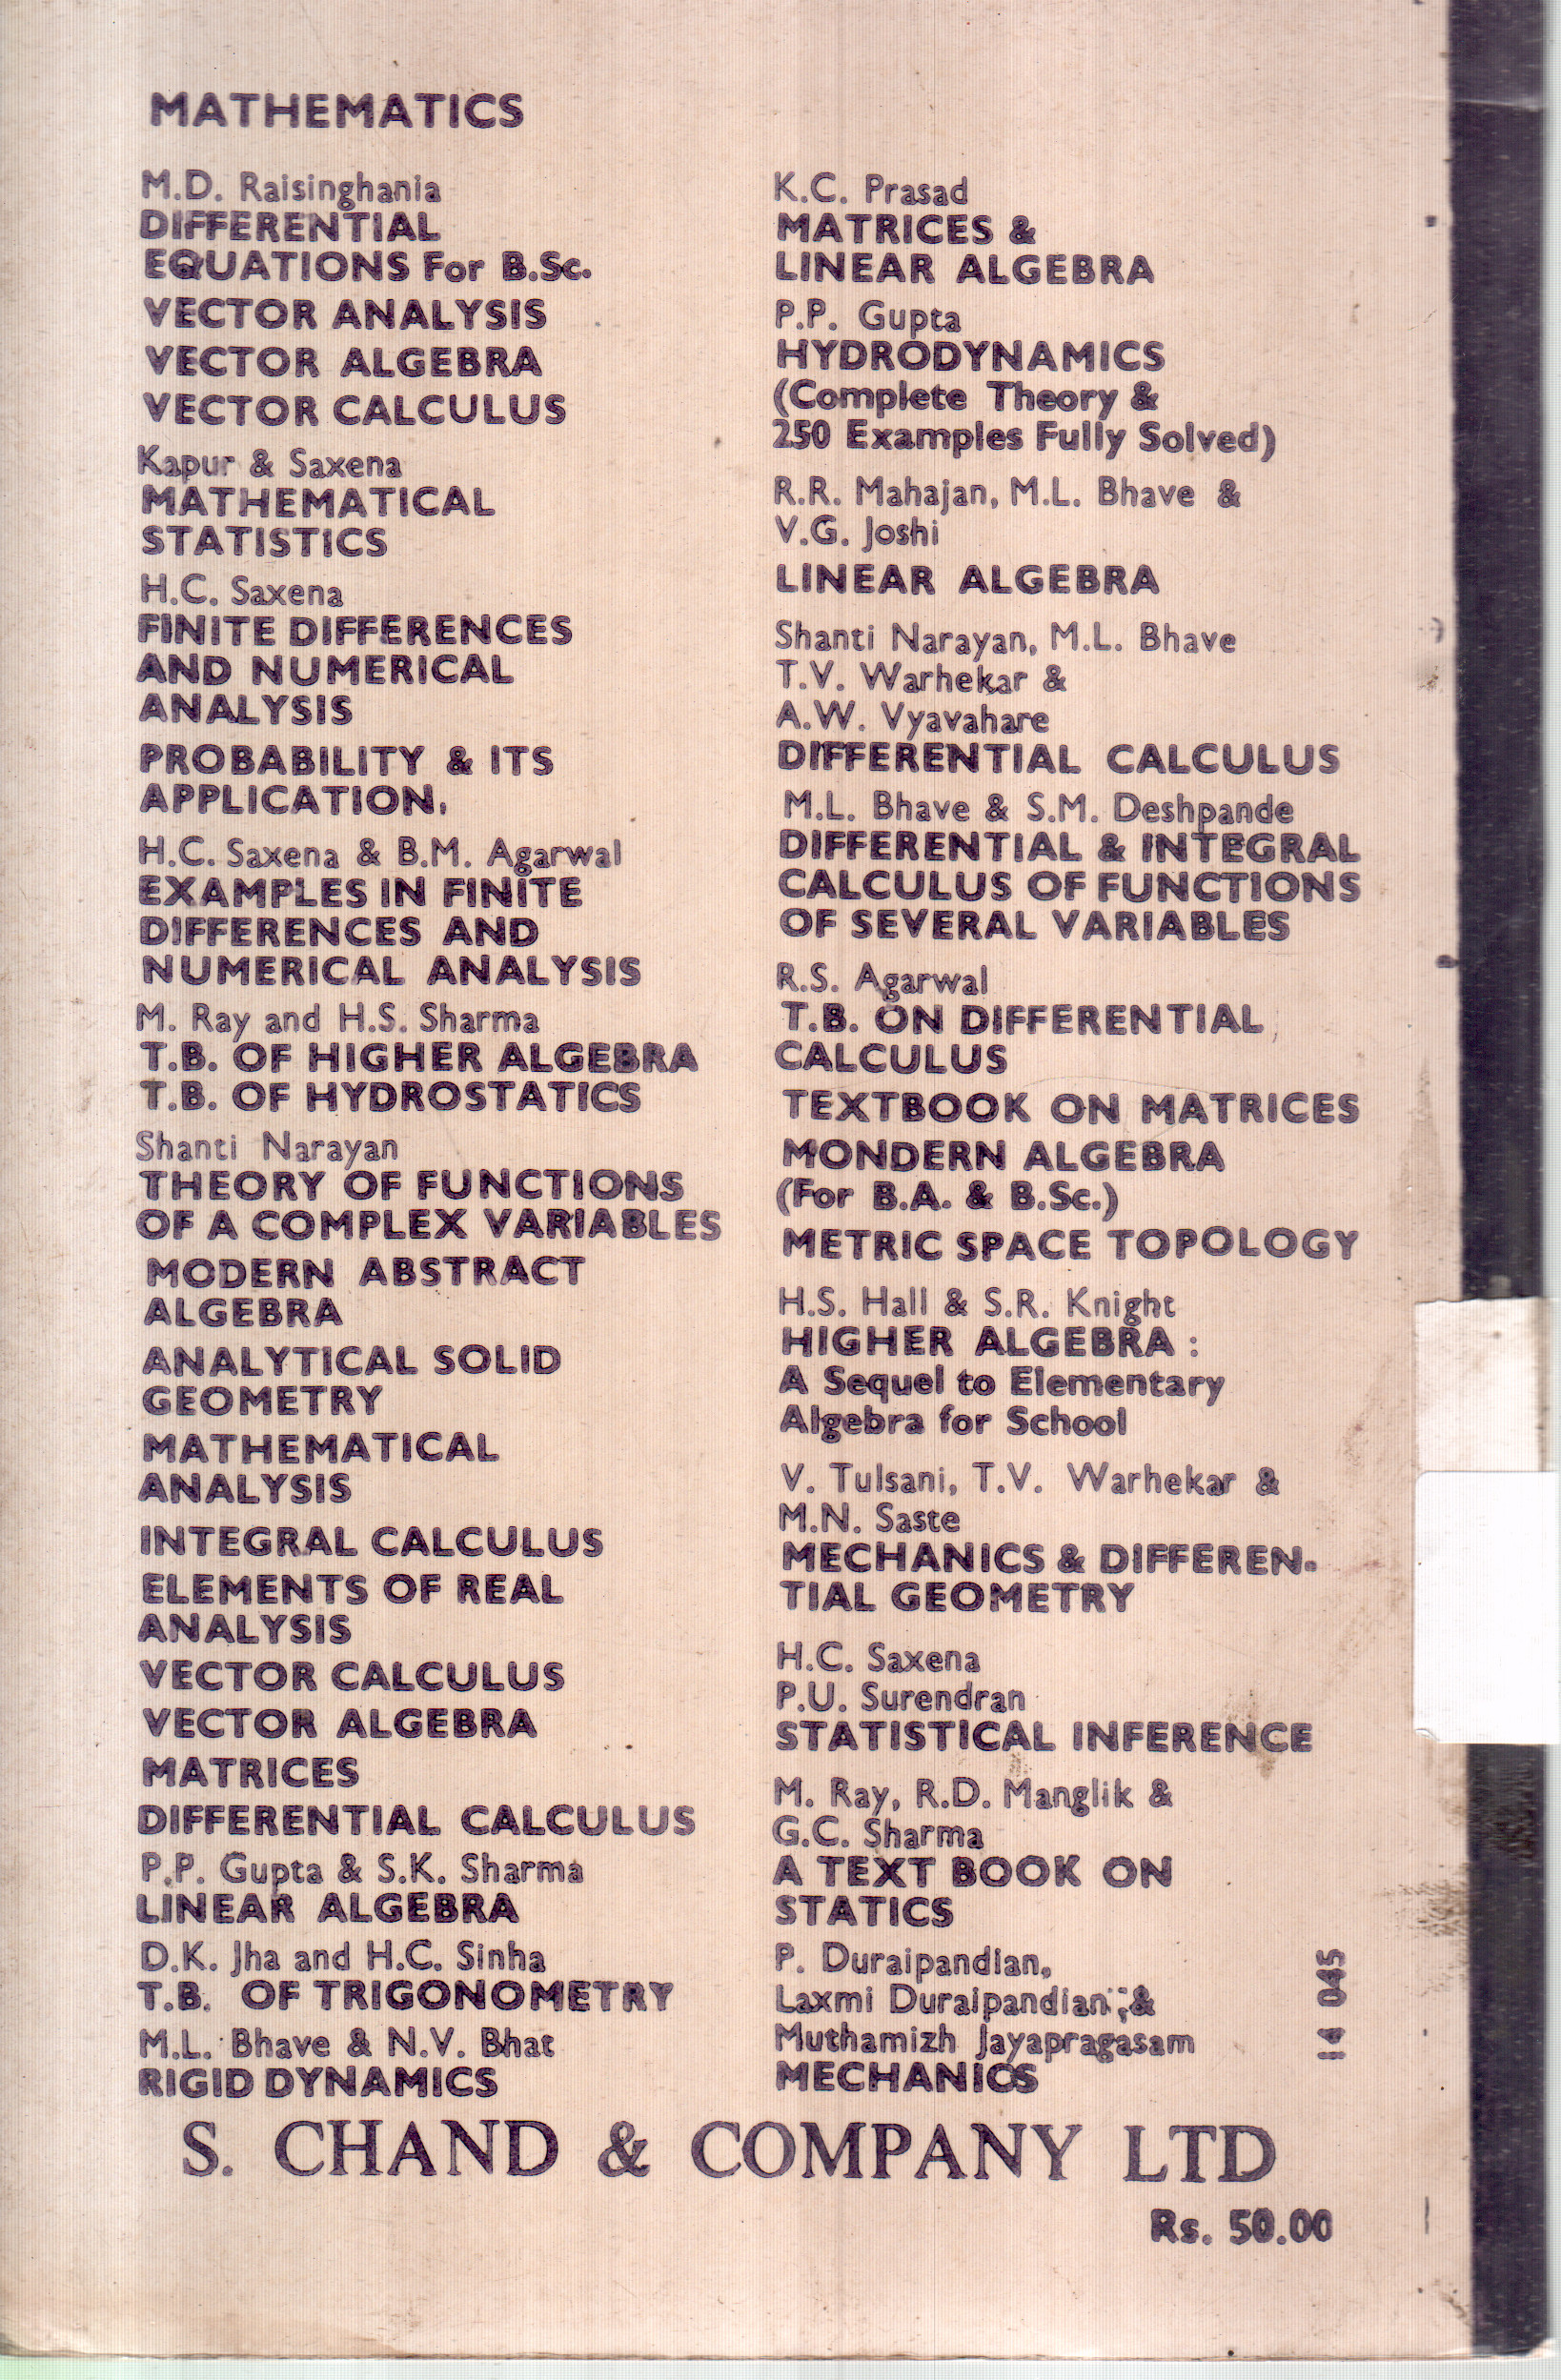 MATHEMATICS
M.D. Raisinghania
DIFFERENTIAL
EQUATIONS For B.Sc.
VECTOR ANALYSIS
VECTOR ALGEBRA
VECTOR CALCULUS
Kapur & Saxena
MATHEMATICAL
STATISTICS
H.C. Saxena
FINITE DIFFERENCES
AND NUMERICAL
ANALYSIS
PROBABILITY & ITS
APPLICATION.
H.C. Saxena & B.M. Agarwal
EXAMPLES IN FINITE
DIFFERENCES AND
NUMERICAL ANALYSIS
M. Ray and H.S. Sharma
T.B. OF HIGHER ALGEBRA
T.B. OF HYDROSTATICS
Shanti Narayan
THEORY OF FUNCTIONS
OF A COMPLEX VARIABLES
MODERN ABSTRACT
ALGEBRA
ANALYTICAL SOLID
GEOMETRY
MATHEMATICAL
ANALYSIS
INTEGRAL CALCULUS
ELEMENTS OF REAL
ANALYSIS
VECTOR CALCULUS
VECTOR ALGEBRA
MATRICES
DIFFERENTIAL CALCULUS
P.P. Gupta & S.K. Sharma
LINEAR ALGEBRA
D.K. Jha and H.C. Sinha
T.B. OF TRIGONOMETRY
M.L. Bhave & N.V. Bhat
RIGID DYNAMICS
K.C. Prasad
MATRICES &
LINEAR ALGEBRA
P.P. Gupta
HYDRODYNAMICS
(Complete Theory &
250 Examples Fully Solved)
R.R. Mahajan, M.L. Bhave &
V.G. Joshi
LINEAR ALGEBRA
Shanti Narayan, M.L. Bhave
T.V. Warhekar &
A.W. Vyavahare
DIFFERENTIAL CALCULUS
M.L. Bhave & S.M. Deshpande
DIFFERENTIAL & INTEGRAL
CALCULUS OF FUNCTIONS
OF SEVERAL VARIABLES
R.S. Agarwal
T.B. ON DIFFERENTIAL
CALCULUS
TEXTBOOK ON MATRICES
MONDERN ALGEBRA
(For B.A. & B.Sc.)
METRIC SPACE TOPOLOGY
H.S. Hall & S.R. Knight
HIGHER ALGEBRA :
A Sequel to Elementary
Algebra for School
V. Tulsani, T.V. Warhekar &
M.N. Saste
MECHANICS & DIFFEREN-
TIAL GEOMETRY
H.C. Saxena
P.U. Surendran
STATISTICAL INFERENCE
M. Ray, R.D. Manglik &
G.C. Sharma
A TEXT BOOK ON
STATICS
P. Duraipandian,
Laxmi Duraipandian &
Muthamizh Jayapragasam
MECHANICS
14 045
S. CHAND & COMPANY LTD
Rs. 50.00